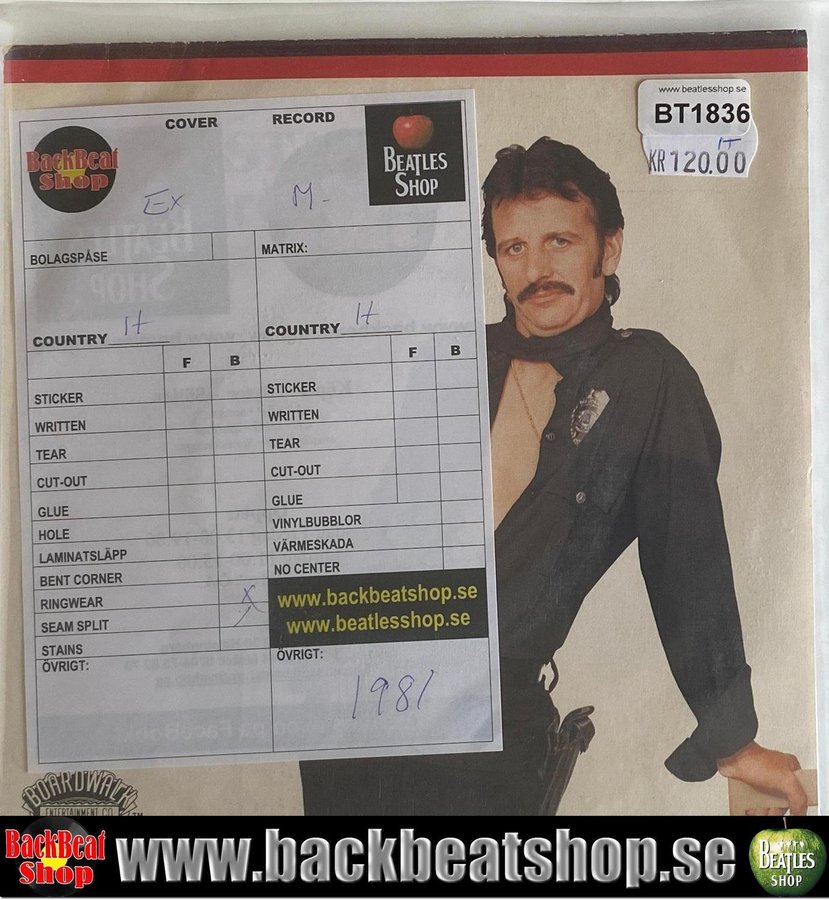 www.beatlesshop.se
BT1836
It
KR 120.00
COVER RECORD
BackBeat
Shop
BEATLES
SHOP
Ex M-
BOLAGSPÅSE MATRIX:
COUNTRY It COUNTRY It
F B F B
STICKER STICKER
WRITTEN WRITTEN
TEAR TEAR
CUT-OUT CUT-OUT
GLUE GLUE
HOLE VINYLBUBBLOR
LAMINATSLÄPP VÄRMESKADA
BENT CORNER NO CENTER
RINGWEAR X
www.backbeatshop.se
SEAM SPLIT
www.beatlesshop.se
STAINS
ÖVRIGT: ÖVRIGT:
1981
BOARDWALK
ENTERTAINMENT CO.
TM
BackBeat
Shop
www.backbeatshop.se
BEATLES
SHOP